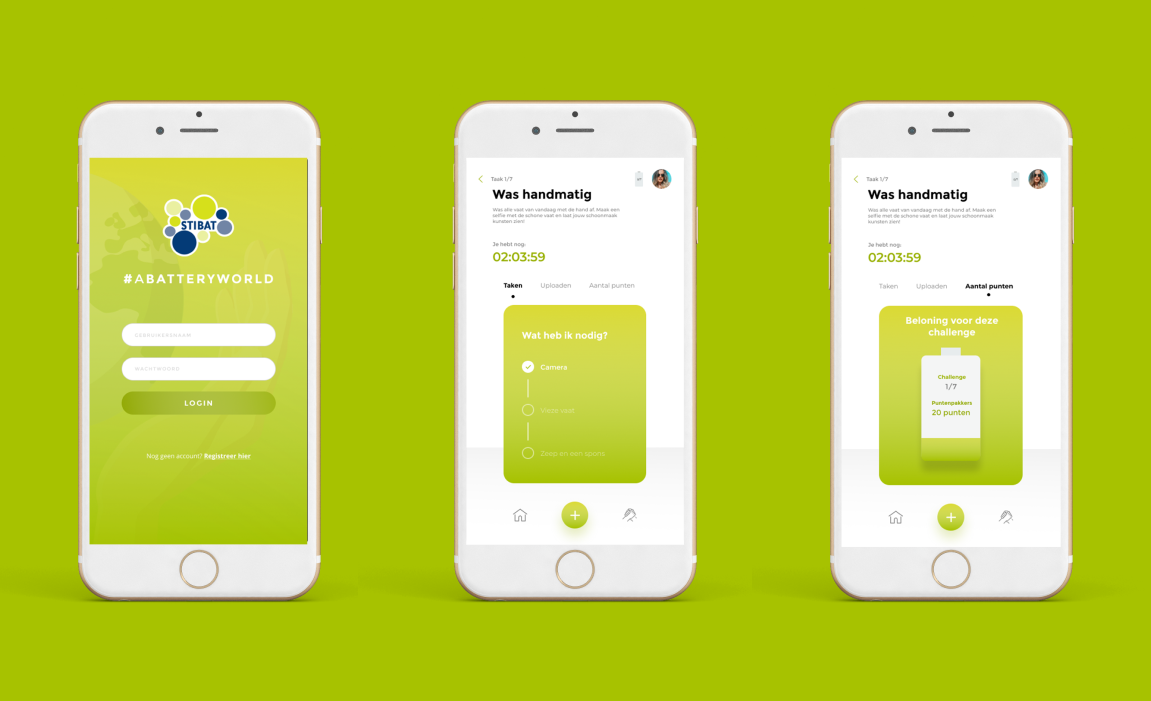 STIBAT
#ABATTERYWORLD
GEBRUIKERSNAAM
WACHTWOORD
LOGIN
Nog geen account? Registreer hier
Taak 1/7
Was handmatig
Was alle vaat van vandaag met de hand af. Maak een
selfie met de schone vaat en laat jouw schoonmaak
kunsten zien!
Je hebt nog:
02:03:59
Taken Uploaden Aantal punten
Wat heb ik nodig?
Camera
Vieze vaat
Zeep en een spons
Taak 1/7
Was handmatig
Was alle vaat van vandaag met de hand af. Maak een
selfie met de schone vaat en laat jouw schoonmaak
kunsten zien!
Je hebt nog:
02:03:59
Taken Uploaden Aantal punten
Beloning voor deze
challenge
Challenge
1/7
Puntenpakkers
20 punten